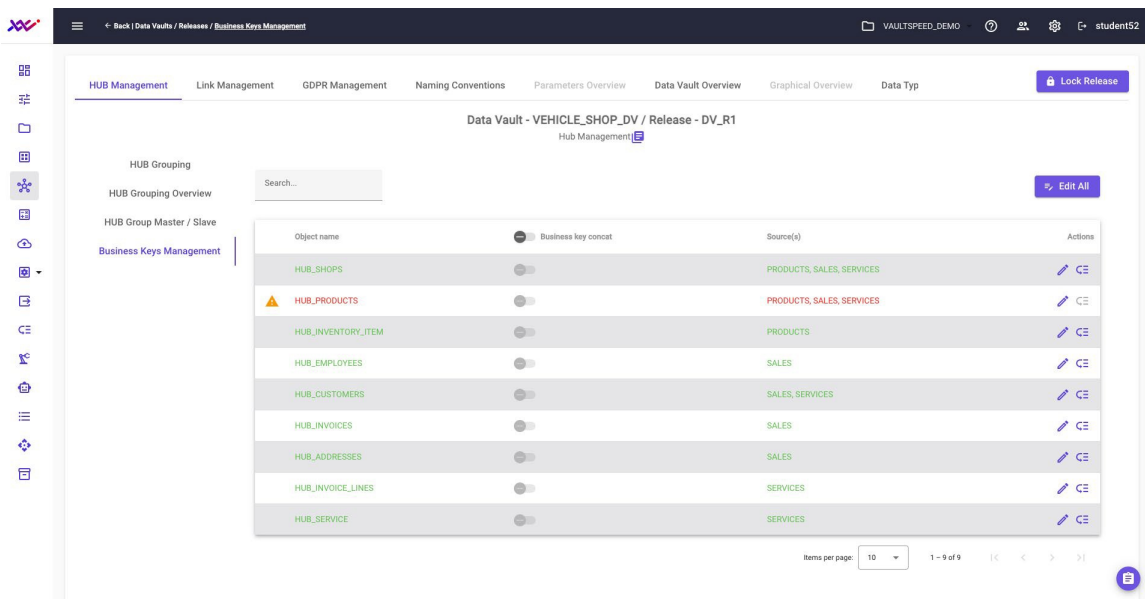 ← Back | Data Vaults / Releases / Business Keys Management
VAULTSPEED_DEMO
student52
HUB Management Link Management GDPR Management Naming Conventions Parameters Overview Data Vault Overview Graphical Overview Data Typ
Lock Release
Data Vault - VEHICLE_SHOP_DV / Release - DV_R1
Hub Management
HUB Grouping
HUB Grouping Overview
HUB Group Master / Slave
Business Keys Management
Search...
Edit All
Object name Business key concat Source(s) Actions
HUB_SHOPS PRODUCTS, SALES, SERVICES
HUB_PRODUCTS PRODUCTS, SALES, SERVICES
HUB_INVENTORY_ITEM PRODUCTS
HUB_EMPLOYEES SALES
HUB_CUSTOMERS SALES, SERVICES
HUB_INVOICES SALES
HUB_ADDRESSES SALES
HUB_INVOICE_LINES SERVICES
HUB_SERVICE SERVICES
Items per page: 10 1 – 9 of 9